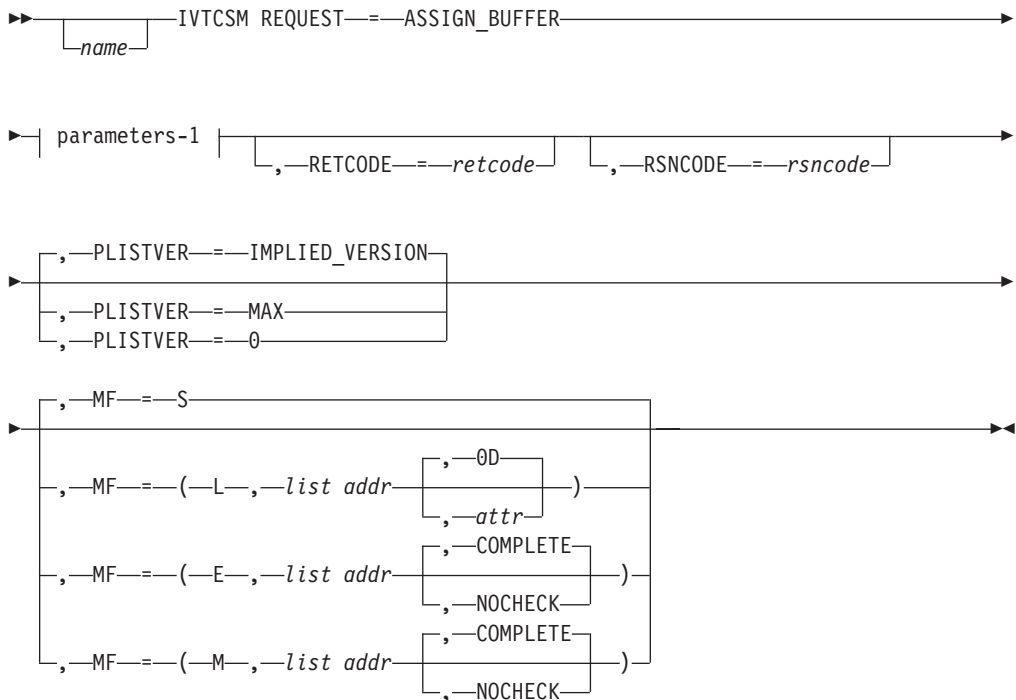 IVTCSM REQUEST = ASSIGN_BUFFER
name
parameters-1
, RETCODE = retcode
, RSNCODE = rsncode
, PLISTVER = IMPLIED_VERSION
, PLISTVER = MAX
, PLISTVER = 0
, MF = S
, 0D
, MF = ( L , list addr )
, attr
, COMPLETE
, MF = ( E , list addr )
, NOCHECK
, COMPLETE
, MF = ( M , list addr )
, NOCHECK